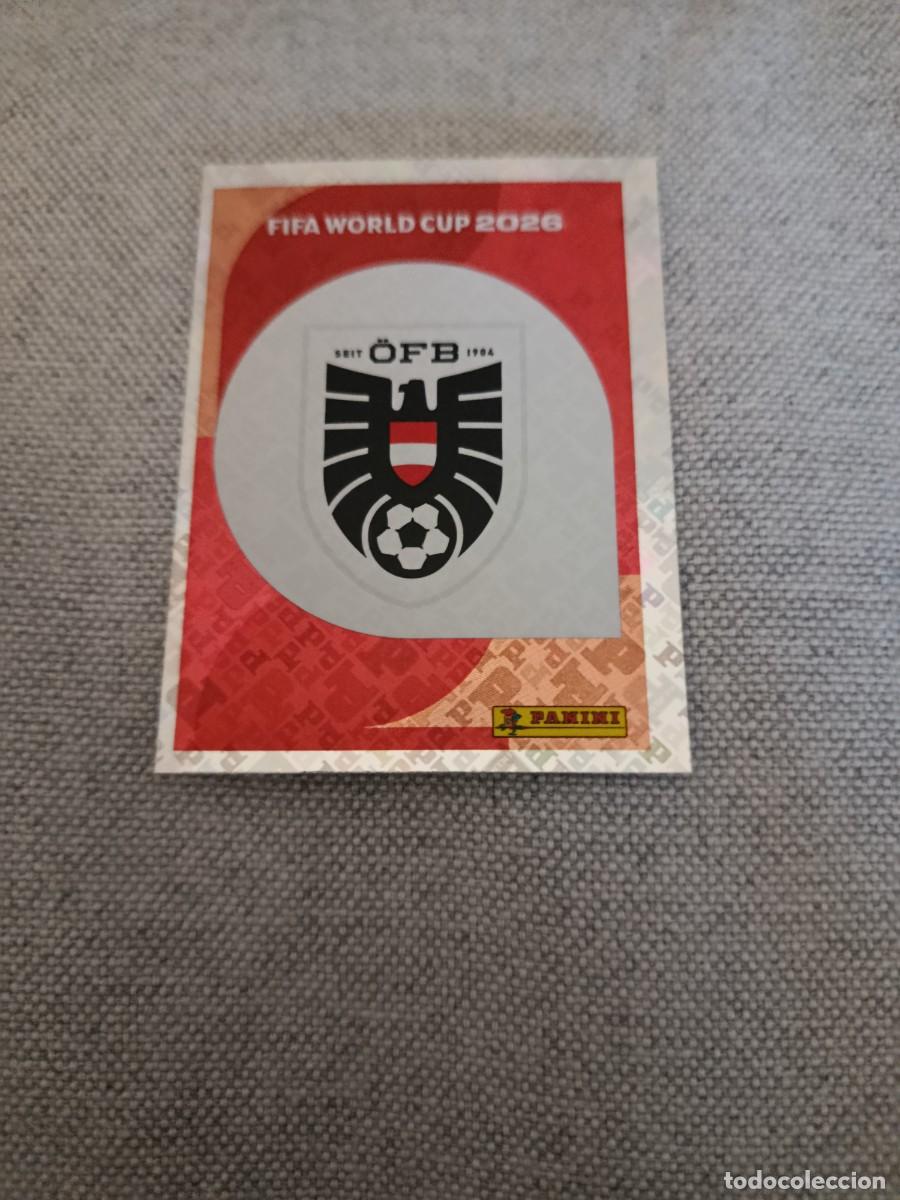 FIFA WORLD CUP 2026
SEIT ÖFB 1904
PANINI
todocoleccion